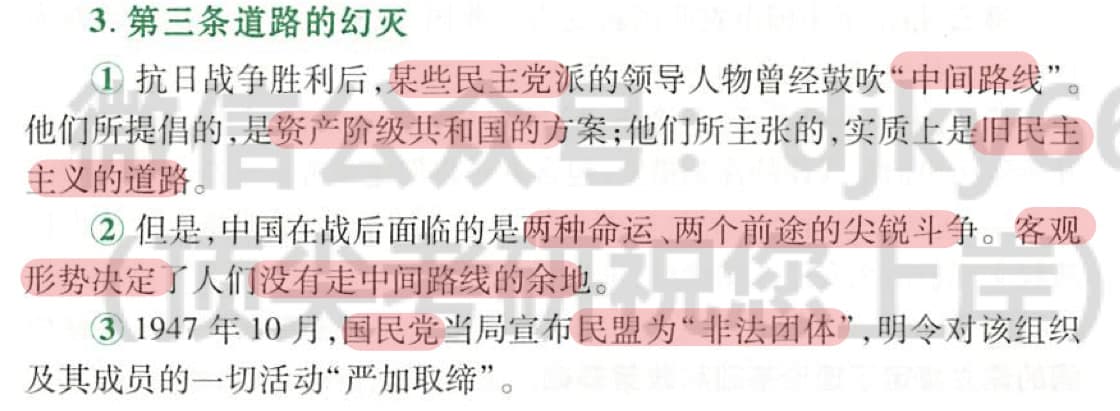 3. 第三条道路的幻灭
① 抗日战争胜利后,某些民主党派的领导人物曾经鼓吹“中间路线”。
他们所提倡的,是资产阶级共和国的方案;他们所主张的,实质上是旧民主
主义的道路。
② 但是,中国在战后面临的是两种命运、两个前途的尖锐斗争。客观
形势决定了人们没有走中间路线的余地。
③ 1947 年 10 月,国民党当局宣布民盟为“非法团体”,明令对该组织
及其成员的一切活动“严加取缔”。
微信公众号: djky66
(顶尖考研祝您上岸)